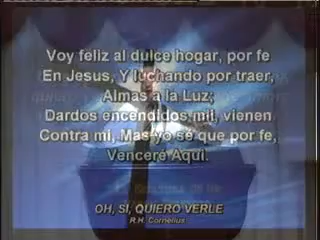 Voy feliz al dulce hogar, por fe
En Jesus, Y luchando por traer,
Almas a la Luz;
Dardos encendidos mil, vienen
Contra mi, Mas yo sé que por fe,
Venceré Aquí.
OH, SI, QUIERO VERLE
R.H. Cornelius